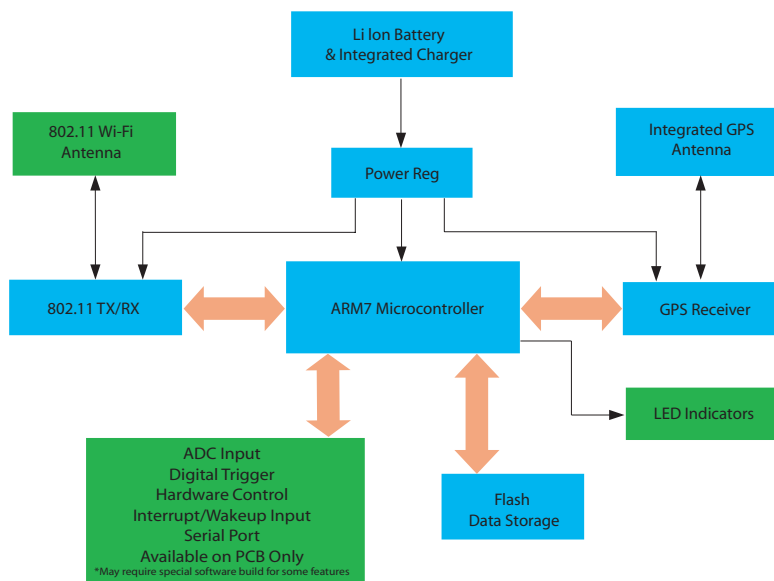 Li Ion Battery
& Integrated Charger
802.11 Wi-Fi
Antenna
Integrated GPS
Antenna
Power Reg
802.11 TX/RX
ARM7 Microcontroller
GPS Receiver
LED Indicators
ADC Input
Digital Trigger
Hardware Control
Interrupt/Wakeup Input
Serial Port
Available on PCB Only
*May require special software build for some features
Flash
Data Storage